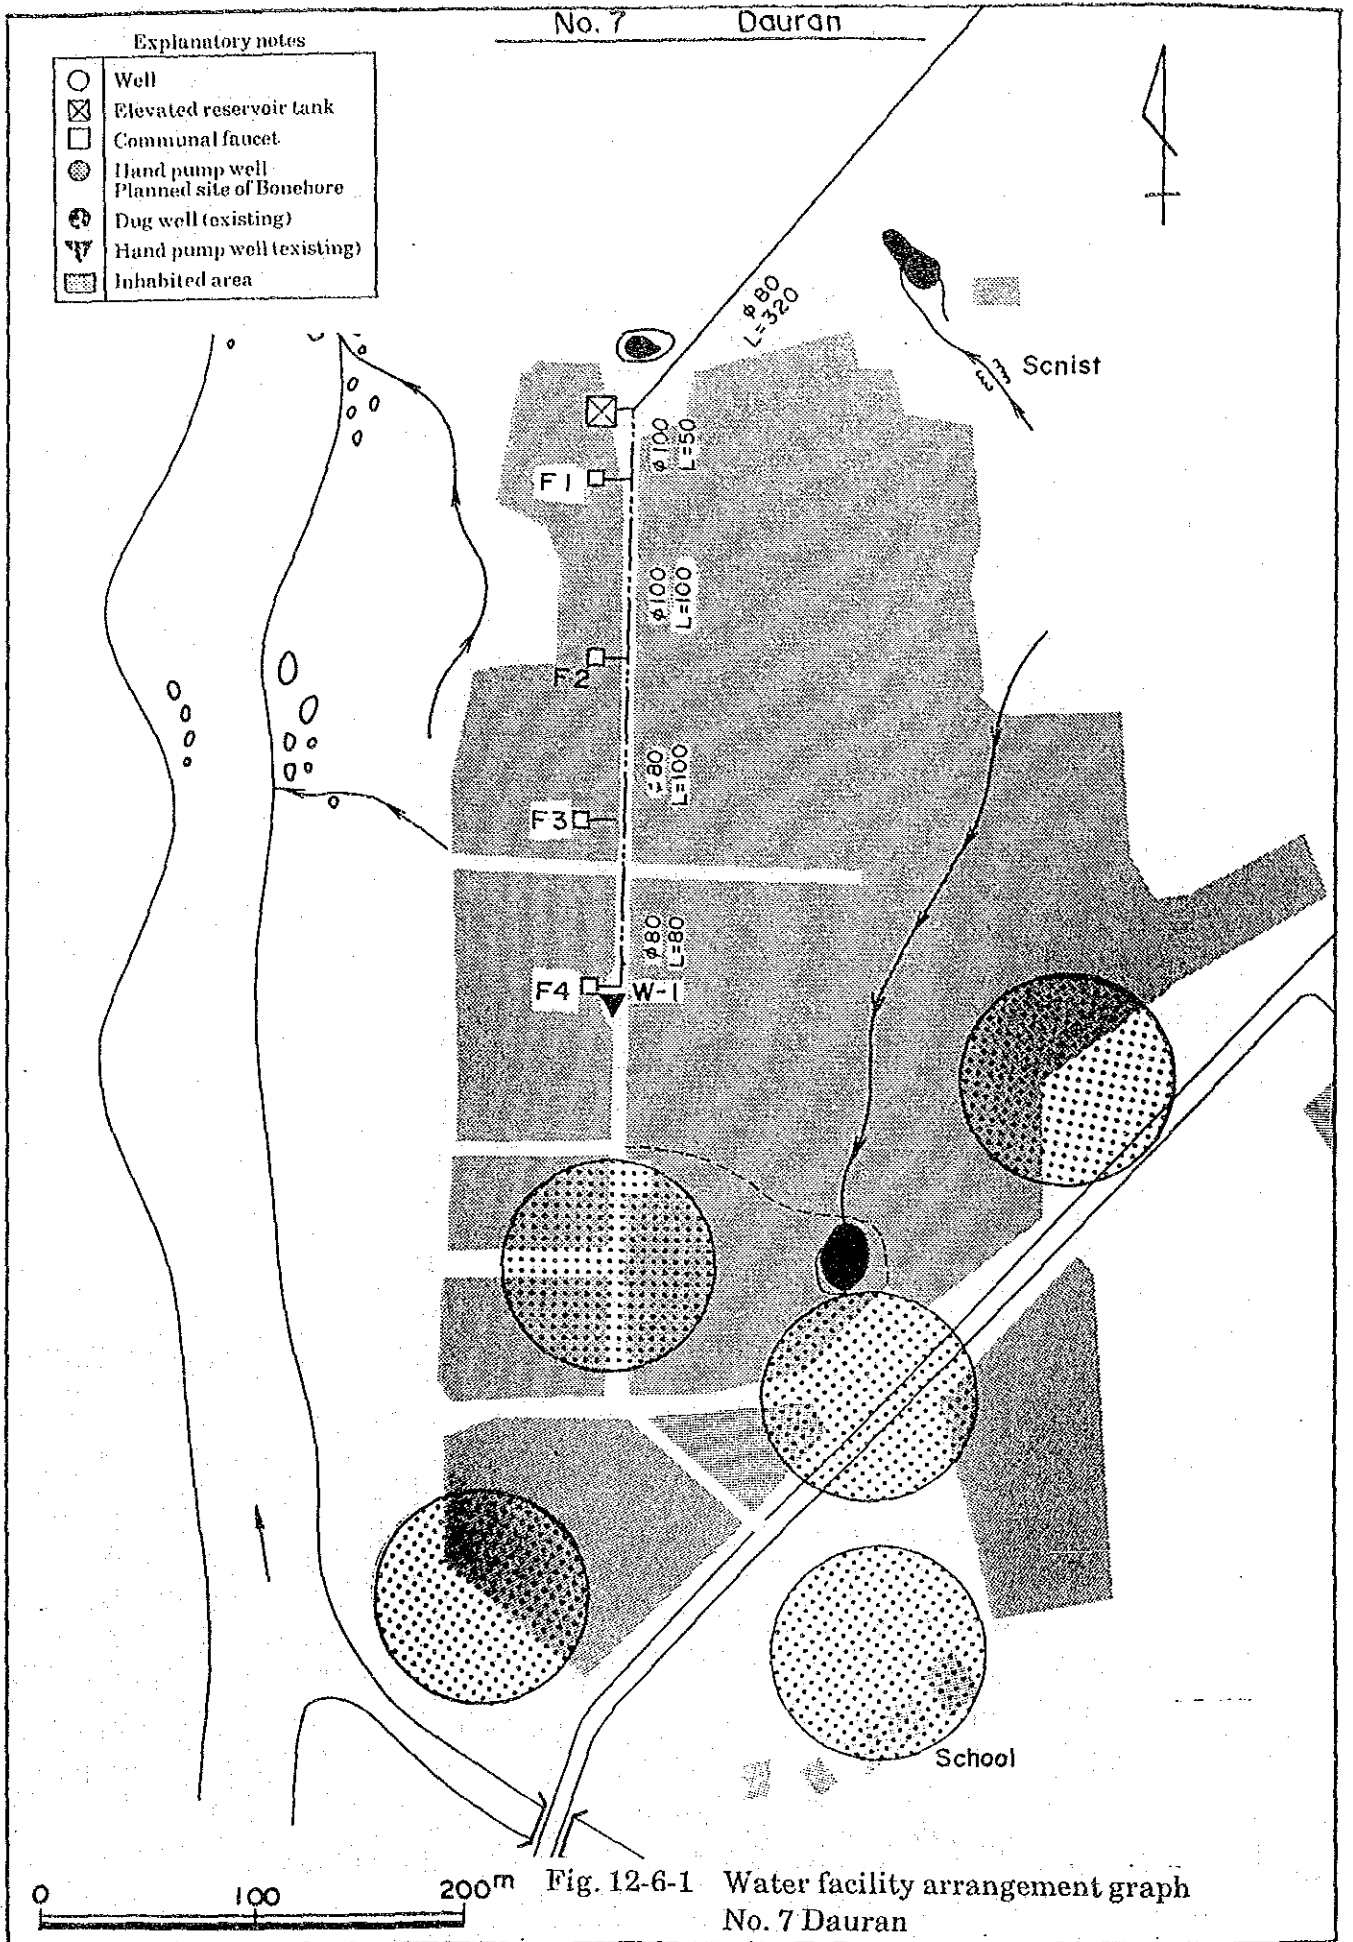 No. 7 Dauran
Explanatory notes
Well
Elevated reservoir tank
Communal faucet
Hand pump well
Planned site of Bonehore
Dug well (existing)
Hand pump well (existing)
Inhabited area
φ80
L=320
Scnist
φ100
L=50
F1
φ100
L=100
F2
φ80
L=100
F3
φ80
L=80
F4
W-1
School
0 100 200m
Fig. 12-6-1 Water facility arrangement graph
No. 7 Dauran